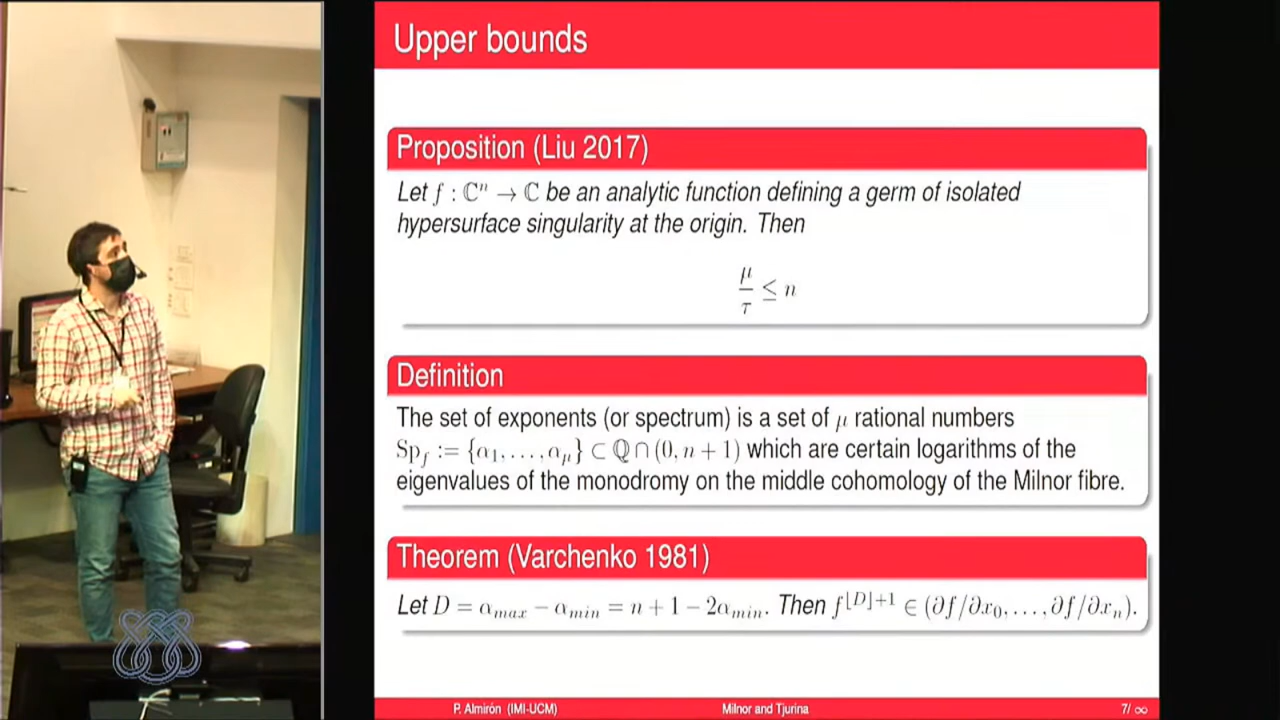 Upper bounds
Proposition (Liu 2017)
Let f : ℂⁿ → ℂ be an analytic function defining a germ of isolated
hypersurface singularity at the origin. Then
μ/τ ≤ n
Definition
The set of exponents (or spectrum) is a set of μ rational numbers
Sp_f := {α₁, . . . , α_μ} ⊂ ℚ ∩ (0, n + 1) which are certain logarithms of the
eigenvalues of the monodromy on the middle cohomology of the Milnor fibre.
Theorem (Varchenko 1981)
Let D = α_max − α_min = n + 1 − 2α_min. Then f^{⌊D⌋+1} ∈ (∂f/∂x₀, . . . ,∂f/∂xₙ).
P. Almirón (IMI-UCM) Milnor and Tjurina 7/ ∞